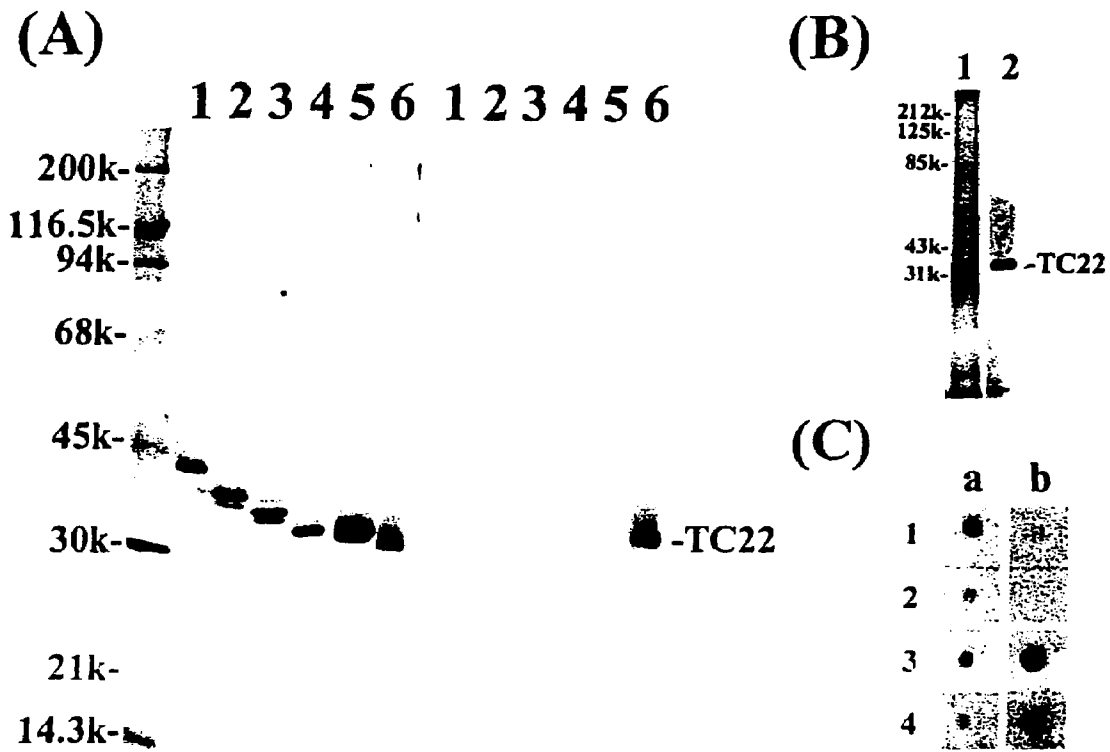 (A)
1 2 3 4 5 6 1 2 3 4 5 6
200k-
116.5k-
94k-
68k-
45k-
30k-
21k-
14.3k-
-TC22
(B)
1 2
212k-
125k-
85k-
43k-
31k-
-TC22
(C)
a b
1
2
3
4